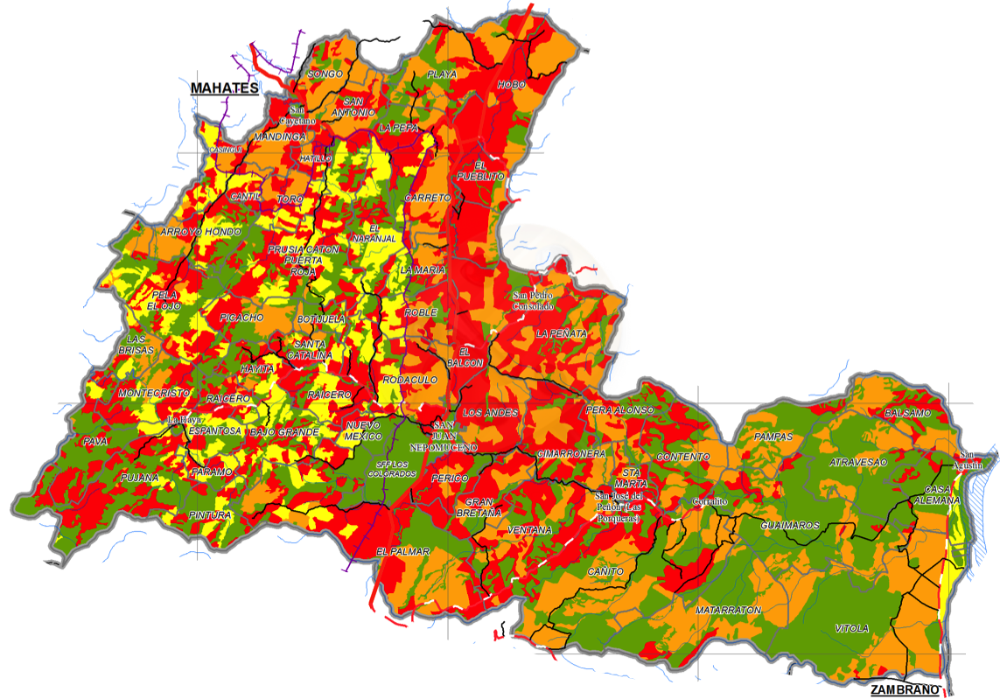 SONGO
PLAYA
HOBO
MAHATES
SAN
ANTONIO
San
Cayetano
LA PEPA
MANDINGA
CASINGUI
HATILLO
EL
PUEBLITO
CANTIL
TORO
CARRETO
ARROYO HONDO
EL
NARANJAL
PRUSIA CATON
PUERTA
ROJA
LA MARIA
PELA
EL OJO
San Pedro
Consolado
ROBLE
PICACHO
BOTIJUELA
LA PEÑATA
LAS
BRISAS
SANTA
CATALINA
EL
BALCON
HAYITA
RODACULO
MONTECRISTO
RAICERO
RAICERO
LOS ANDES
PERA ALONSO
BALSAMO
La Haya
ESPANTOSA
BAJO GRANDE
NUEVO
MEXICO
SAN
JUAN
NEPOMUCENO
PAMPAS
PAVA
CIMARRONERA
CONTENTO
ATRAVESAO
San
Agustin
SFF LOS
COLORADOS
PUJANA
PARAMO
PERICO
STA
MARTA
CASA
ALEMANA
San José del
Peñón (Las
Porqueras)
Corralito
GRAN
BRETAÑA
PINTURA
VENTANA
GUAIMAROS
EL PALMAR
CAÑITO
MATARRATON
VITOLA
ZAMBRANO